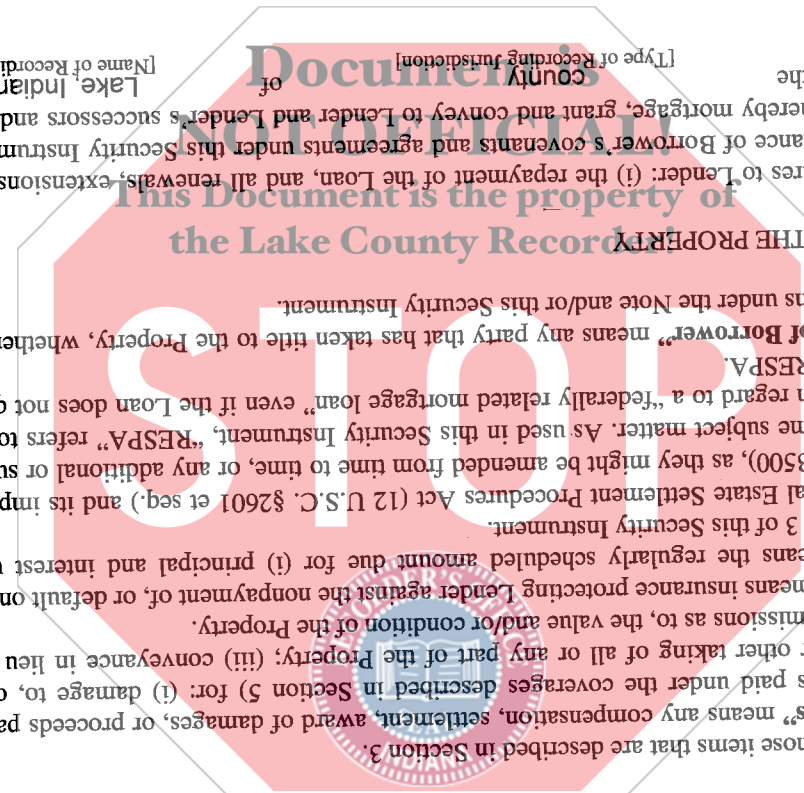 Document is
NOT OFFICIAL!
This Document is the property of
the Lake County Recorder!
STOP
RECORDER'S OFFICE
SEAL
INDIANA
hose items that are described in Section 3.
s” means any compensation, settlement, award of damages, or proceeds pa
s paid under the coverages described in Section 5) for: (i) damage to, o
r other taking of all or any part of the Property; (iii) conveyance in lieu
missions as to, the value and/or condition of the Property.
means insurance protecting Lender against the nonpayment of, or default on
eans the regularly scheduled amount due for (i) principal and interest u
3 of this Security Instrument.
al Estate Settlement Procedures Act (12 U.S.C. §2601 et seq.) and its imp
3500), as they might be amended from time to time, or any additional or su
me subject matter. As used in this Security Instrument, “RESPA” refers to
n regard to a “federally related mortgage loan” even if the Loan does not q
RESPA.
of Borrower” means any party that has taken title to the Property, whether
ns under the Note and/or this Security Instrument.
THE PROPERTY
res to Lender: (i) the repayment of the Loan, and all renewals, extensions
ance of Borrower’s covenants and agreements under this Security Instrum
ereby mortgage, grant and convey to Lender and Lender’s successors and
the county of Lake, Indian
[Type of Recording Jurisdiction] [Name of Recordi